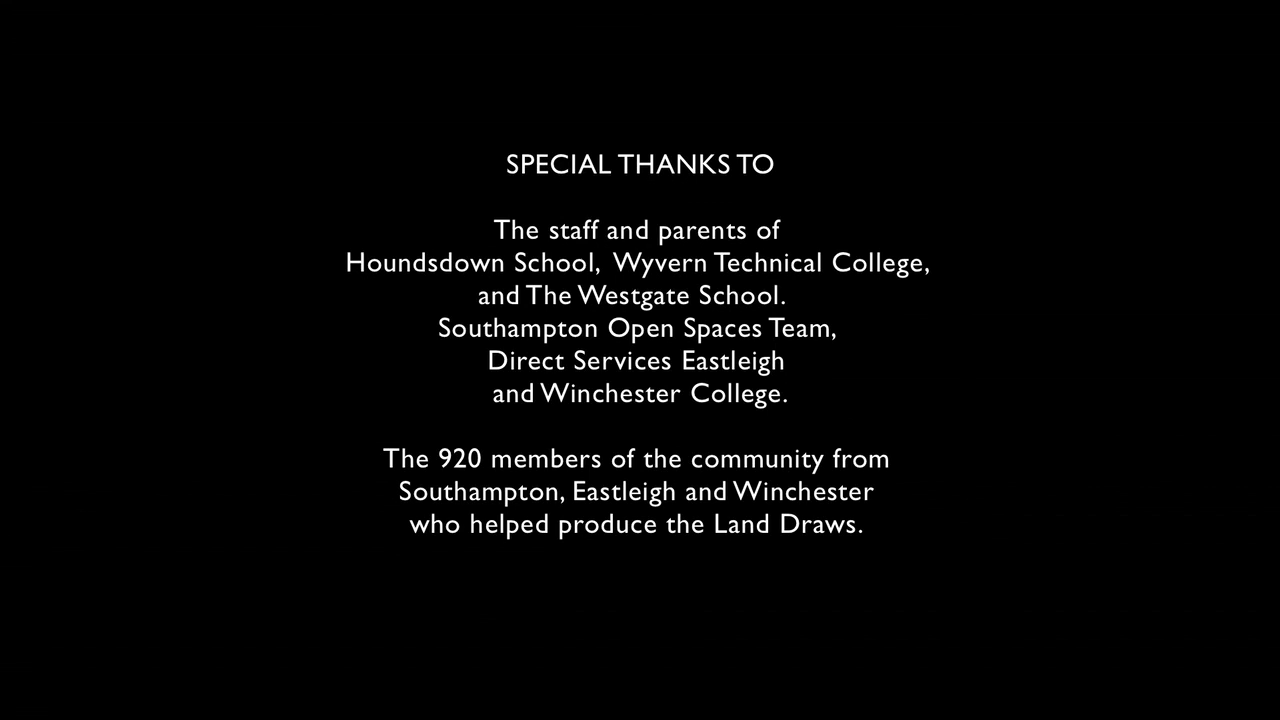 SPECIAL THANKS TO
The staff and parents of
Houndsdown School, Wyvern Technical College,
and The Westgate School.
Southampton Open Spaces Team,
Direct Services Eastleigh
and Winchester College.
The 920 members of the community from
Southampton, Eastleigh and Winchester
who helped produce the Land Draws.